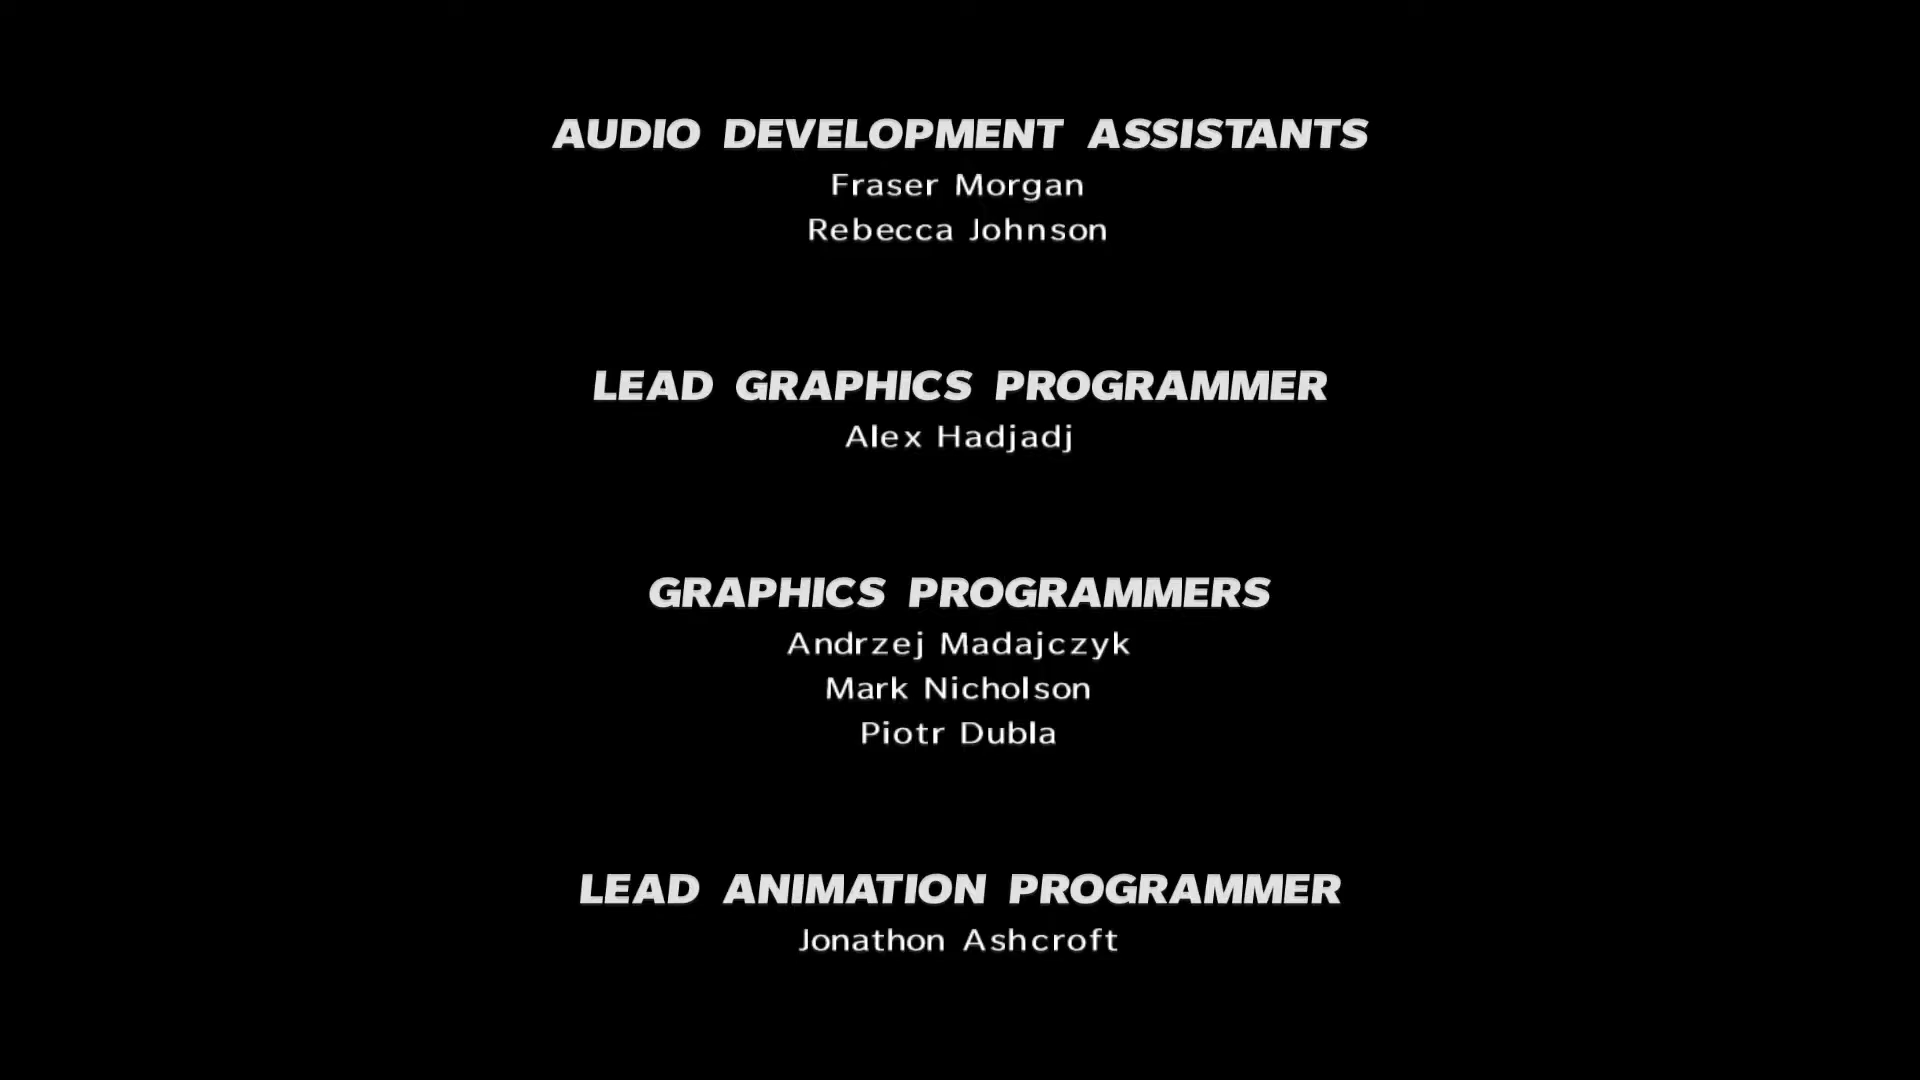 AUDIO DEVELOPMENT ASSISTANTS
Fraser Morgan
Rebecca Johnson
LEAD GRAPHICS PROGRAMMER
Alex Hadjadj
GRAPHICS PROGRAMMERS
Andrzej Madajczyk
Mark Nicholson
Piotr Dubla
LEAD ANIMATION PROGRAMMER
Jonathon Ashcroft